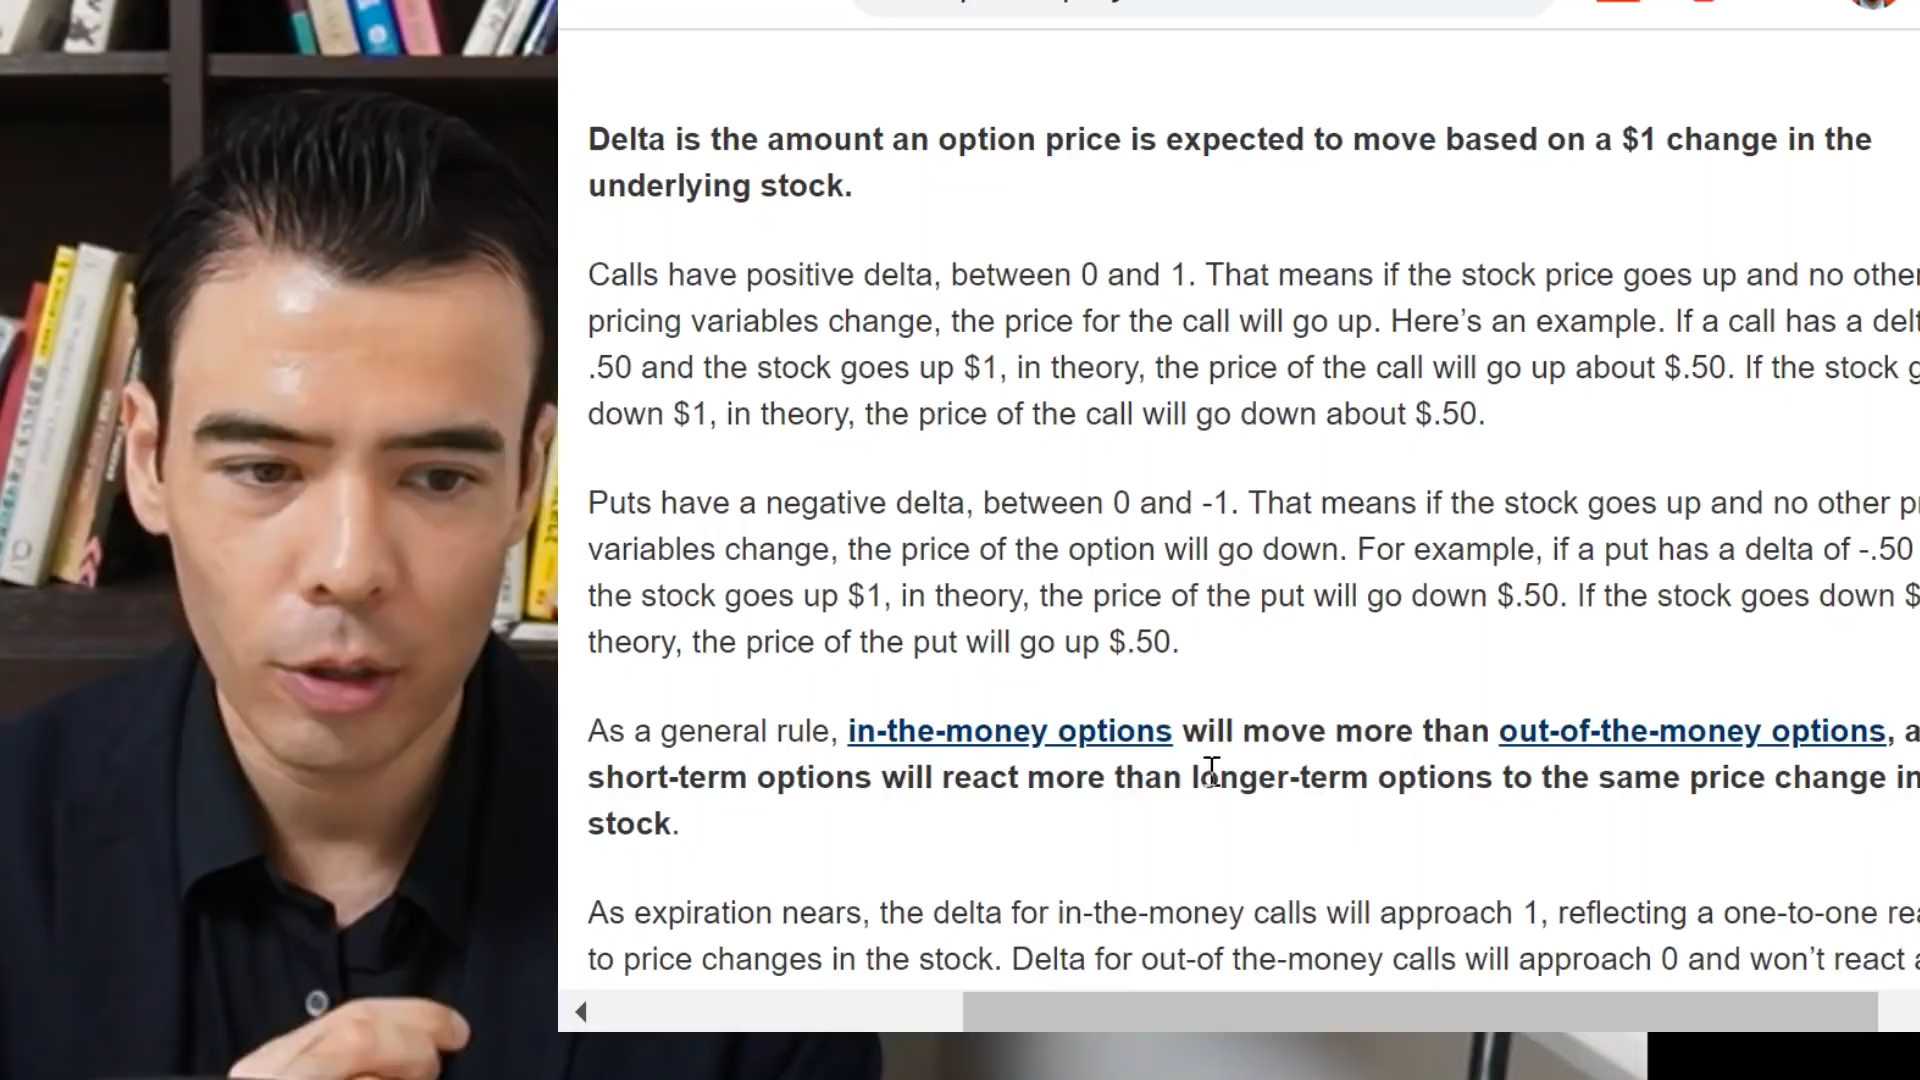 Delta is the amount an option price is expected to move based on a $1 change in the
underlying stock.
Calls have positive delta, between 0 and 1. That means if the stock price goes up and no other
pricing variables change, the price for the call will go up. Here’s an example. If a call has a
.50 and the stock goes up $1, in theory, the price of the call will go up about $.50. If the stock
down $1, in theory, the price of the call will go down about $.50.
Puts have a negative delta, between 0 and -1. That means if the stock goes up and no other
variables change, the price of the option will go down. For example, if a put has a delta of -.50
the stock goes up $1, in theory, the price of the put will go down $.50. If the stock goes down $
theory, the price of the put will go up $.50.
As a general rule, in-the-money options will move more than out-of-the-money options,
short-term options will react more than longer-term options to the same price change in
stock.
As expiration nears, the delta for in-the-money calls will approach 1, reflecting a one-to-one
to price changes in the stock. Delta for out-of the-money calls will approach 0 and won’t react